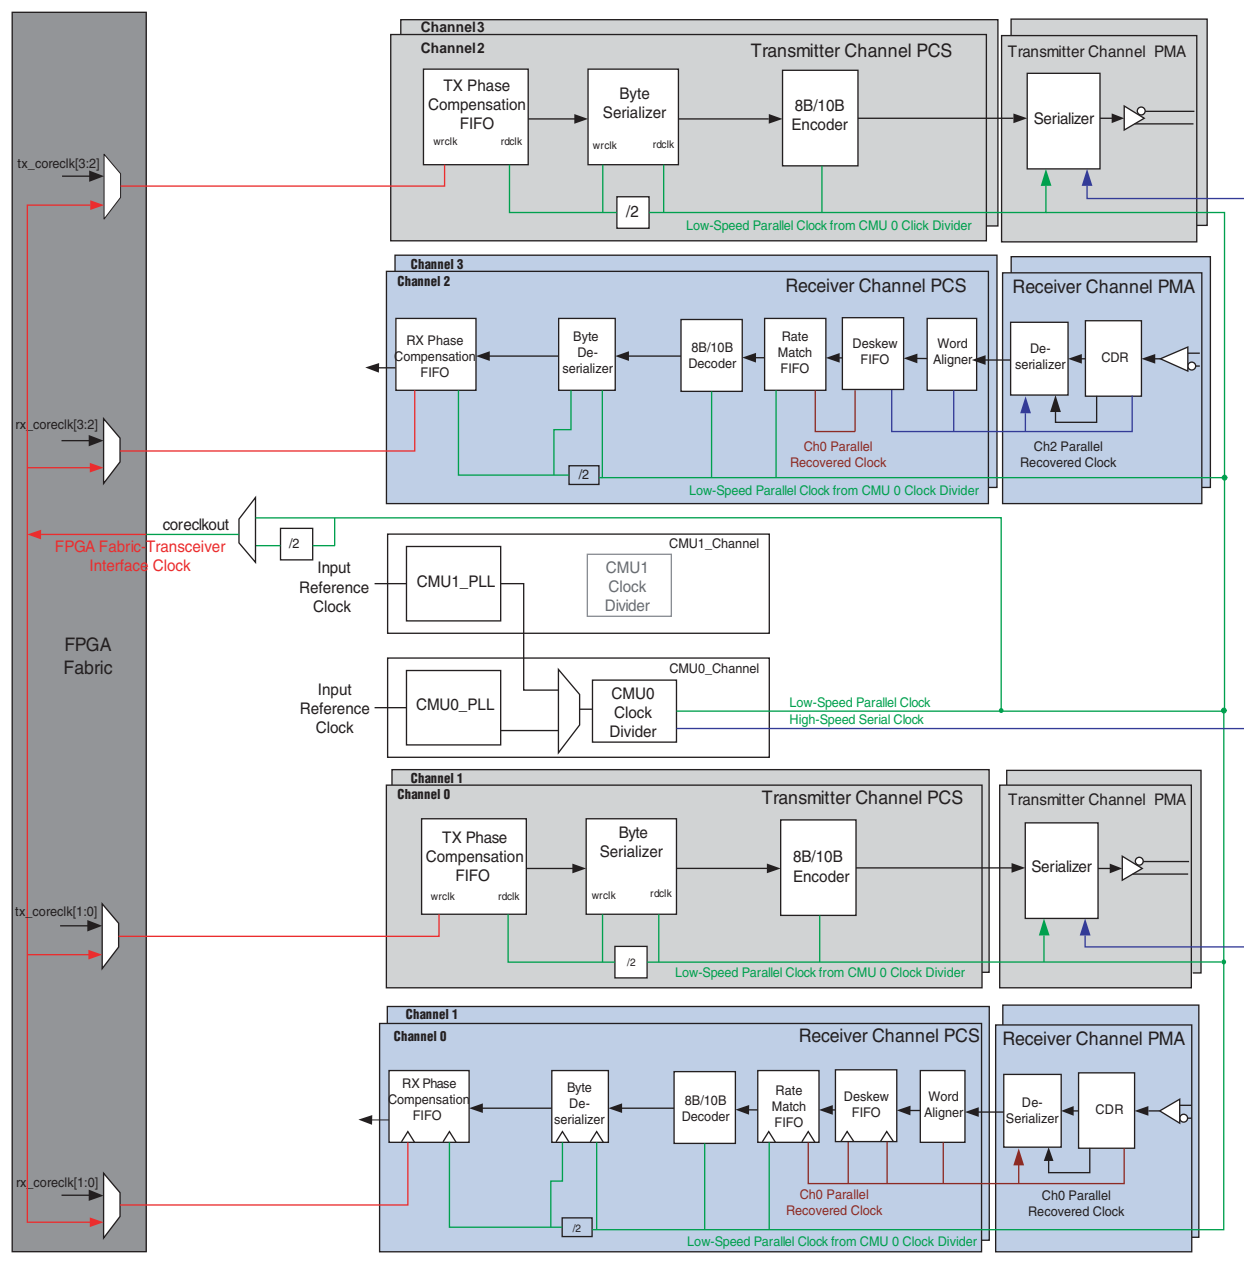 Channel3
Channel2
Transmitter Channel PCS
Transmitter Channel PMA
TX Phase
Compensation
FIFO
wrclk
rdclk
Byte
Serializer
wrclk
rdclk
8B/10B
Encoder
Serializer
tx_coreclk[3:2]
/2
Low-Speed Parallel Clock from CMU 0 Click Divider
Channel 3
Channel 2
Receiver Channel PCS
Receiver Channel PMA
RX Phase
Compensation
FIFO
Byte
De-
serializer
8B/10B
Decoder
Rate
Match
FIFO
Deskew
FIFO
Word
Aligner
De-
serializer
CDR
rx_coreclk[3:2]
Ch0 Parallel
Recovered Clock
Ch2 Parallel
Recovered Clock
/2
Low-Speed Parallel Clock from CMU 0 Clock Divider
coreclkout
/2
FPGA Fabric-Transceiver
Interface Clock
CMU1_Channel
Input
Reference
Clock
CMU1_PLL
CMU1
Clock
Divider
FPGA
Fabric
CMU0_Channel
Input
Reference
Clock
CMU0_PLL
CMU0
Clock
Divider
Low-Speed Parallel Clock
High-Speed Serial Clock
Channel 1
Channel 0
Transmitter Channel PCS
Transmitter Channel PMA
TX Phase
Compensation
FIFO
wrclk
rdclk
Byte
Serializer
wrclk
rdclk
8B/10B
Encoder
Serializer
tx_coreclk[1:0]
/2
Low-Speed Parallel Clock from CMU 0 Clock Divider
Channel 1
Channel 0
Receiver Channel PCS
Receiver Channel PMA
RX Phase
Compensation
FIFO
Byte
De-
serializer
8B/10B
Decoder
Rate
Match
FIFO
Deskew
FIFO
Word
Aligner
De-
Serializer
CDR
rx_coreclk[1:0]
Ch0 Parallel
Recovered Clock
Ch0 Parallel
Recovered Clock
/2
Low-Speed Parallel Clock from CMU 0 Clock Divider